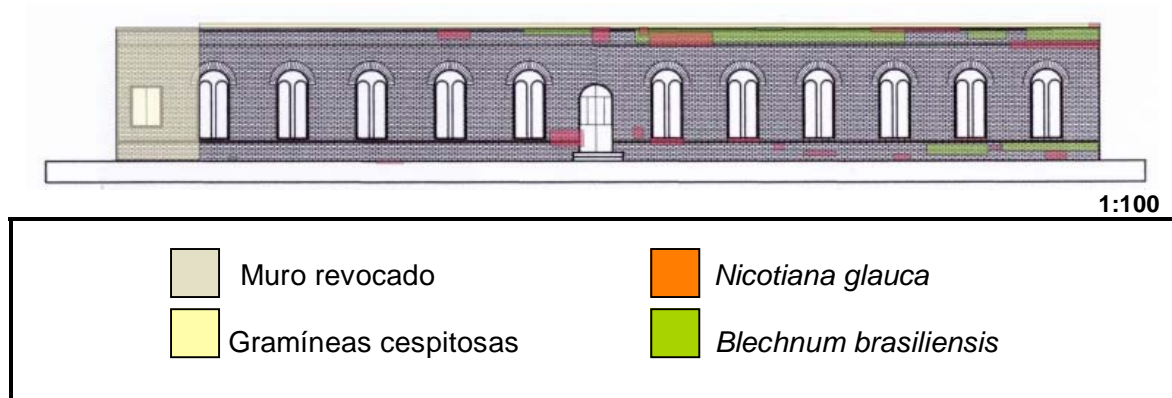 1:100
Muro revocado
Nicotiana glauca
Gramíneas cespitosas
Blechnum brasiliensis